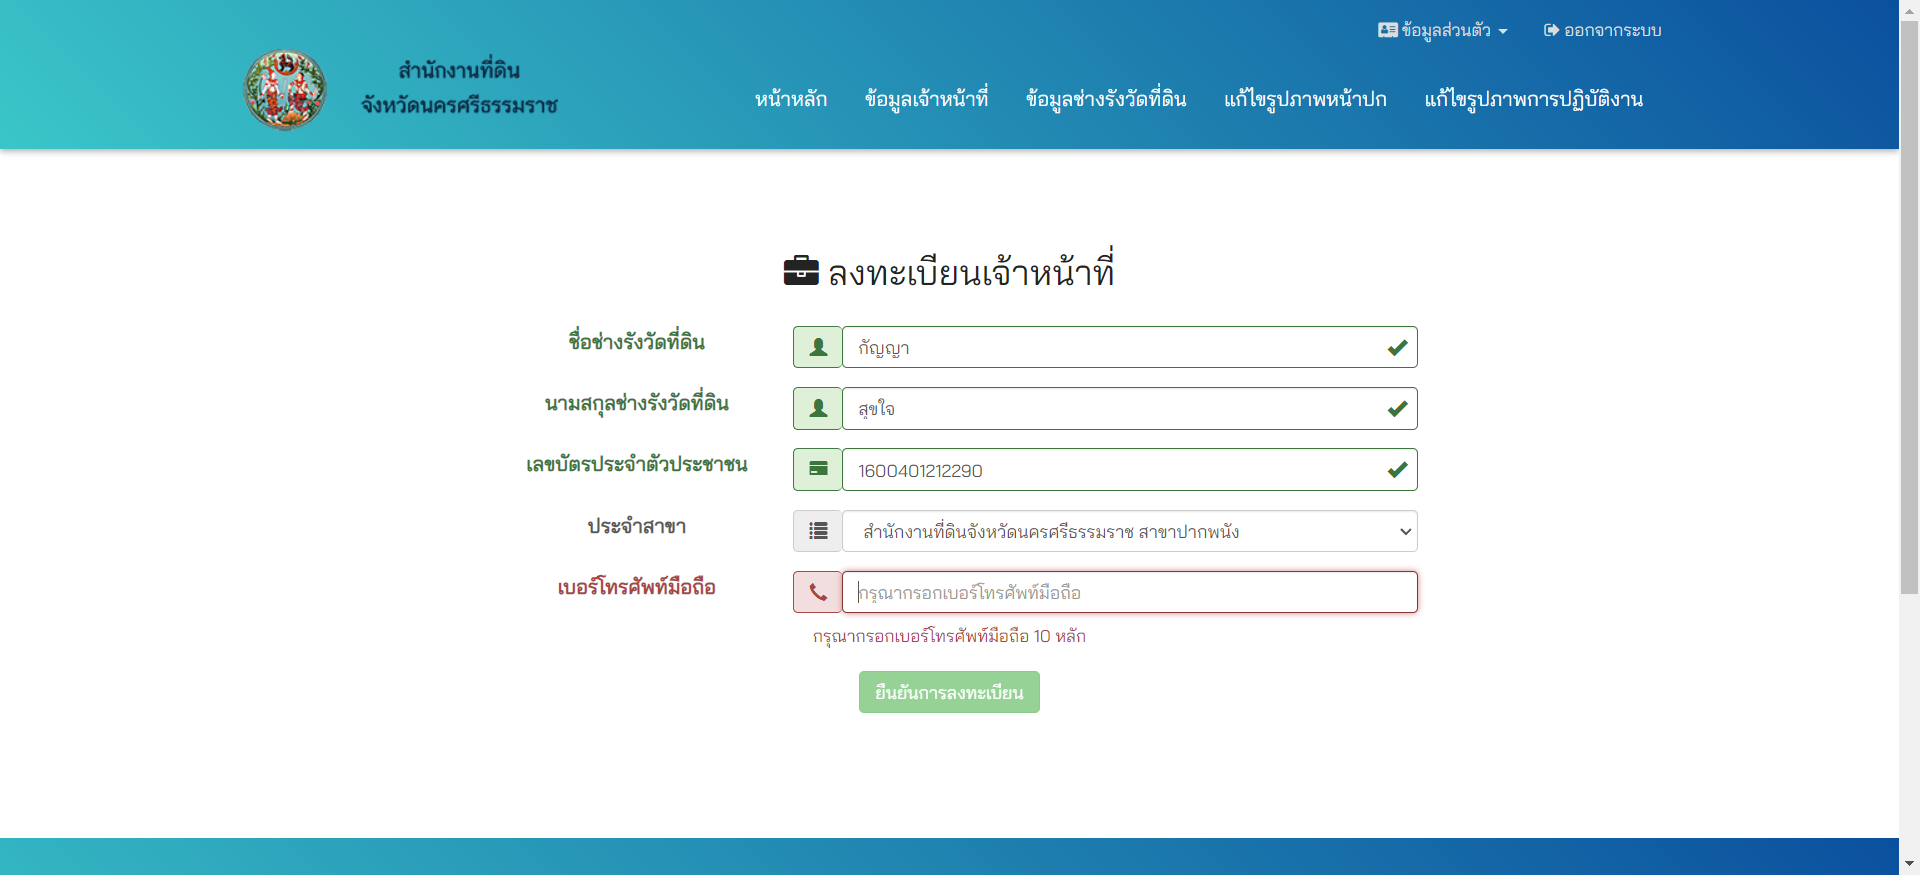 ข้อมูลส่วนตัว ออกจากระบบ
สำนักงานที่ดิน
จังหวัดนครศรีธรรมราช
หน้าหลัก ข้อมูลเจ้าหน้าที่ ข้อมูลช่างรังวัดที่ดิน แก้ไขรูปภาพหน้าปก แก้ไขรูปภาพการปฏิบัติงาน
ลงทะเบียนเจ้าหน้าที่
ชื่อช่างรังวัดที่ดิน กัญญา
นามสกุลช่างรังวัดที่ดิน สุขใจ
เลขบัตรประจำตัวประชาชน 1600401212290
ประจำสาขา สำนักงานที่ดินจังหวัดนครศรีธรรมราช สาขาปากพนัง
เบอร์โทรศัพท์มือถือ กรุณากรอกเบอร์โทรศัพท์มือถือ
กรุณากรอกเบอร์โทรศัพท์มือถือ 10 หลัก
ยืนยันการลงทะเบียน